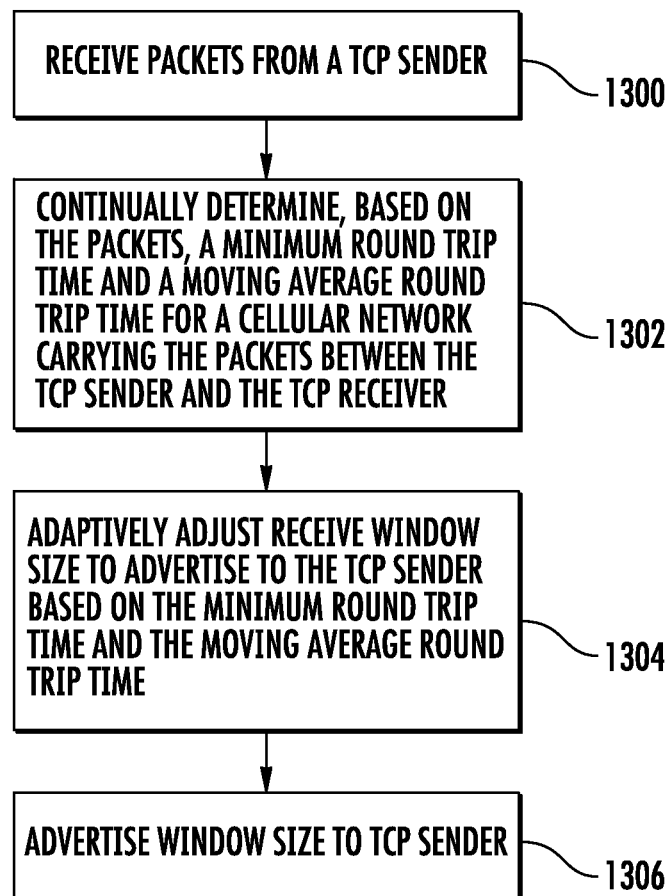 RECEIVE PACKETS FROM A TCP SENDER
1300
CONTINUALLY DETERMINE, BASED ON
THE PACKETS, A MINIMUM ROUND TRIP
TIME AND A MOVING AVERAGE ROUND
TRIP TIME FOR A CELLULAR NETWORK
CARRYING THE PACKETS BETWEEN THE
TCP SENDER AND THE TCP RECEIVER
1302
ADAPTIVELY ADJUST RECEIVE WINDOW
SIZE TO ADVERTISE TO THE TCP SENDER
BASED ON THE MINIMUM ROUND TRIP
TIME AND THE MOVING AVERAGE ROUND
TRIP TIME
1304
ADVERTISE WINDOW SIZE TO TCP SENDER
1306